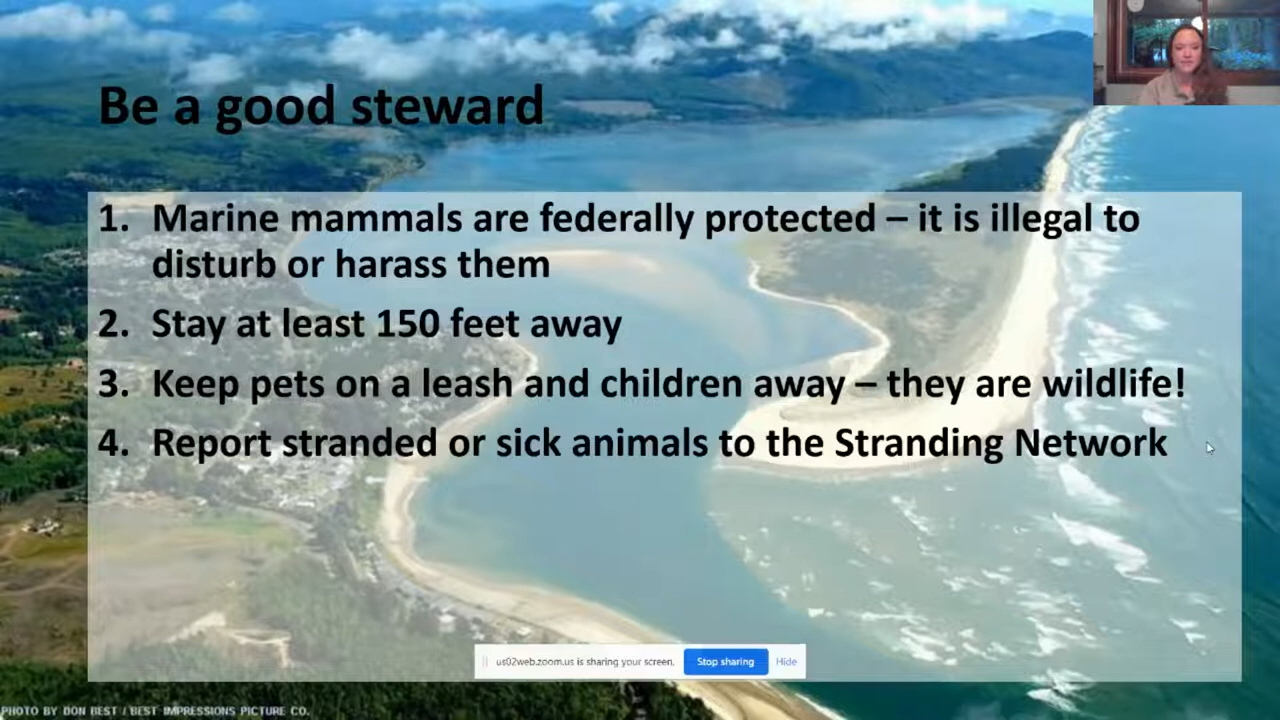 Be a good steward
1. Marine mammals are federally protected – it is illegal to
disturb or harass them
2. Stay at least 150 feet away
3. Keep pets on a leash and children away – they are wildlife!
4. Report stranded or sick animals to the Stranding Network
us02web.zoom.us is sharing your screen. Stop sharing Hide
PHOTO BY DON BEST / BEST IMPRESSIONS PICTURE CO.